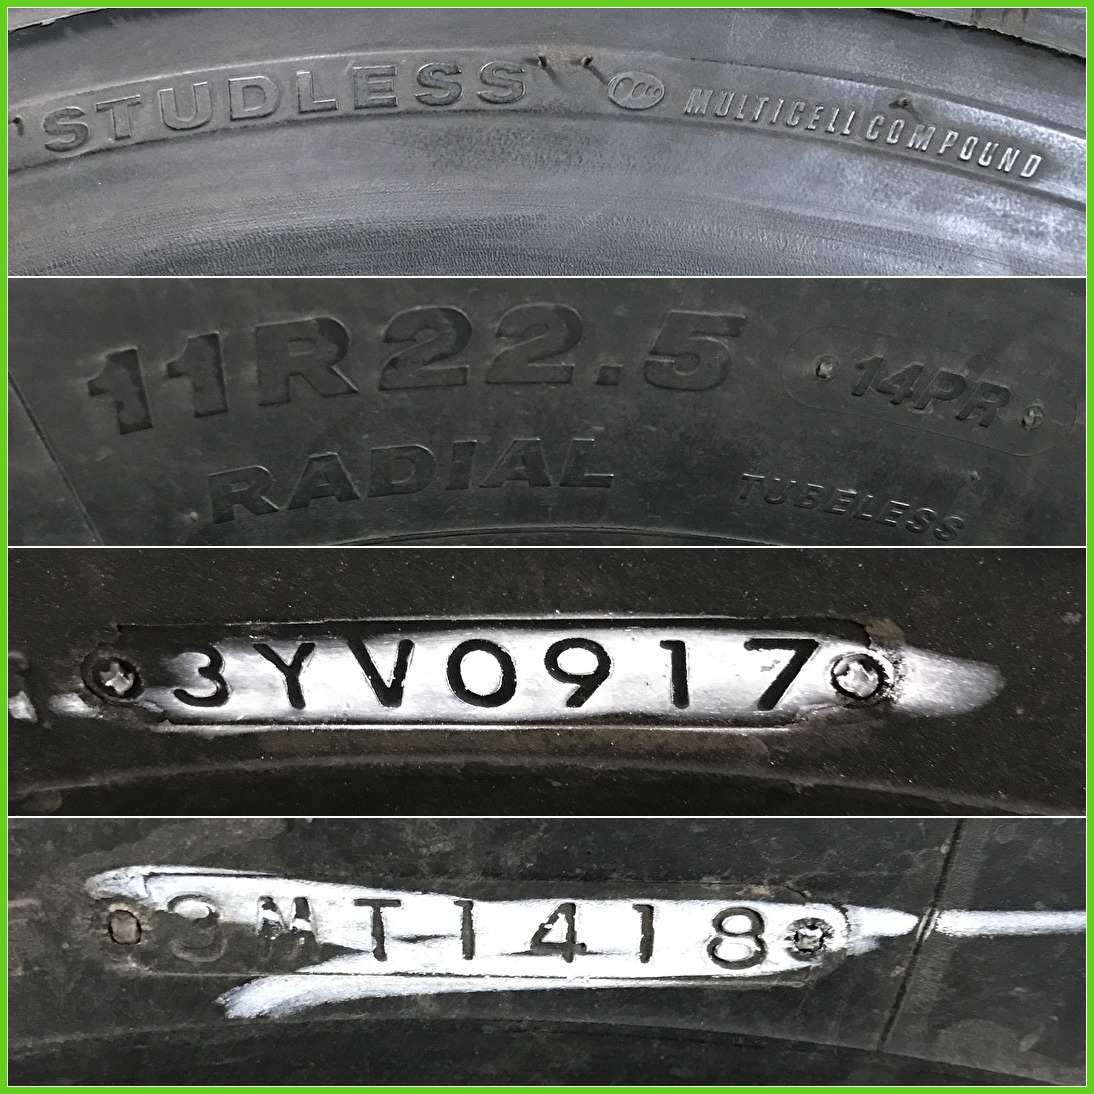 STUDLESS MULTICELL COMPOUND
11R22.5 14PR
RADIAL TUBELESS
3YV0917
3MT1418